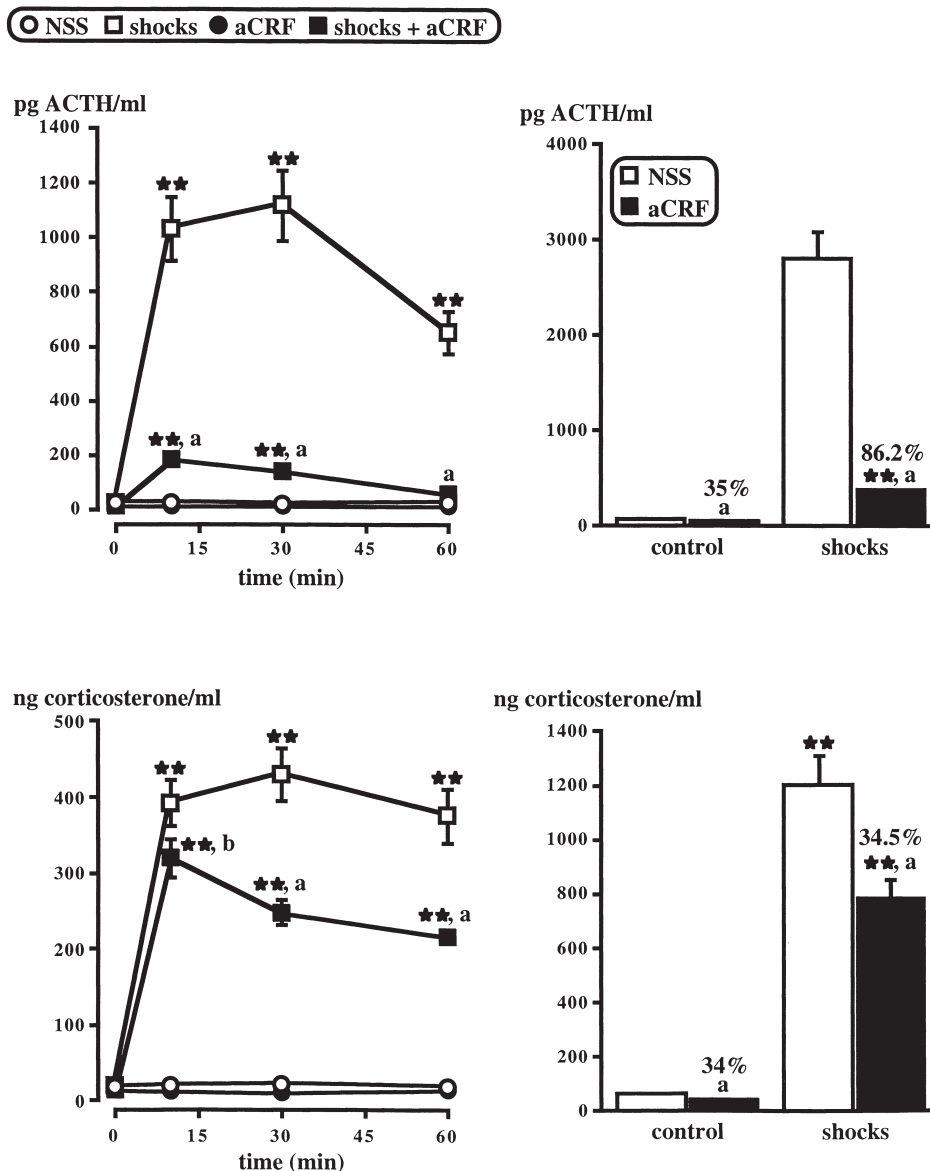 NSS shocks aCRF shocks + aCRF
pg ACTH/ml
1400
1200
1000
800
600
400
200
0
★★
★★
★★
★★, a
★★, a
a
0 15 30 45 60
time (min)
pg ACTH/ml
4000
3000
2000
1000
0
NSS
aCRF
35%
a
86.2%
★★, a
control shocks
ng corticosterone/ml
500
400
300
200
100
0
★★
★★
★★
★★, b
★★, a
★★, a
0 15 30 45 60
time (min)
ng corticosterone/ml
1400
1200
1000
800
600
400
200
0
★★
34.5%
★★, a
34%
a
control shocks